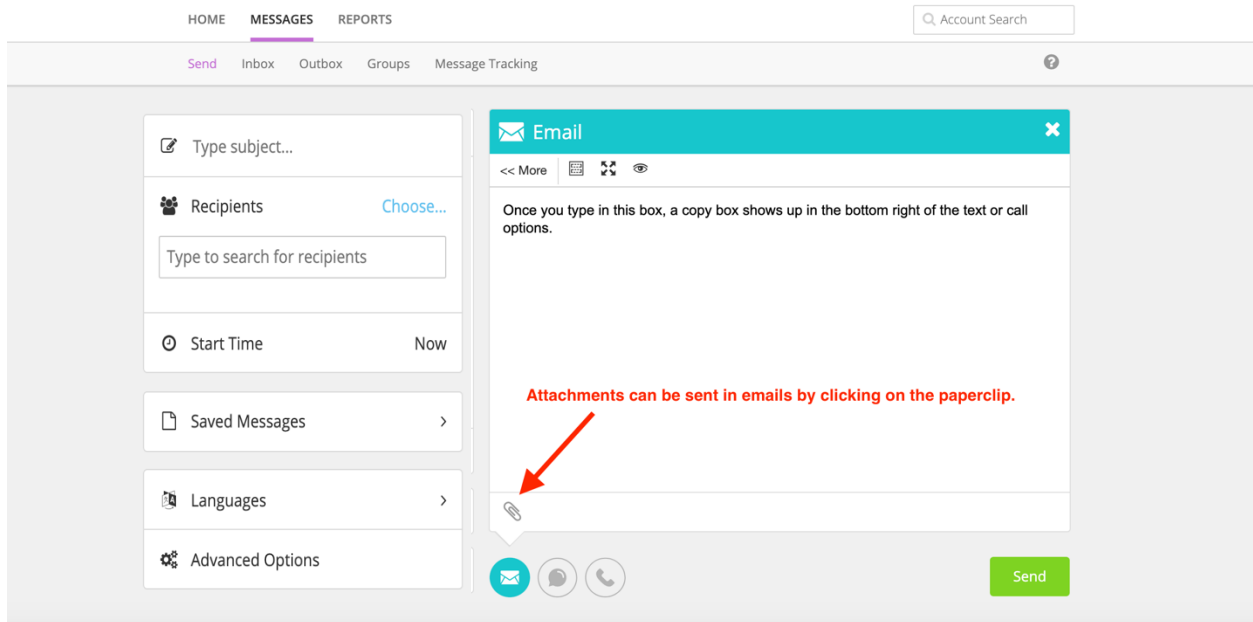 HOME MESSAGES REPORTS
Account Search
Send Inbox Outbox Groups Message Tracking
Type subject...
Recipients Choose...
Type to search for recipients
Start Time Now
Saved Messages
Languages
Advanced Options
Email
<< More
Once you type in this box, a copy box shows up in the bottom right of the text or call
options.
Attachments can be sent in emails by clicking on the paperclip.
Send